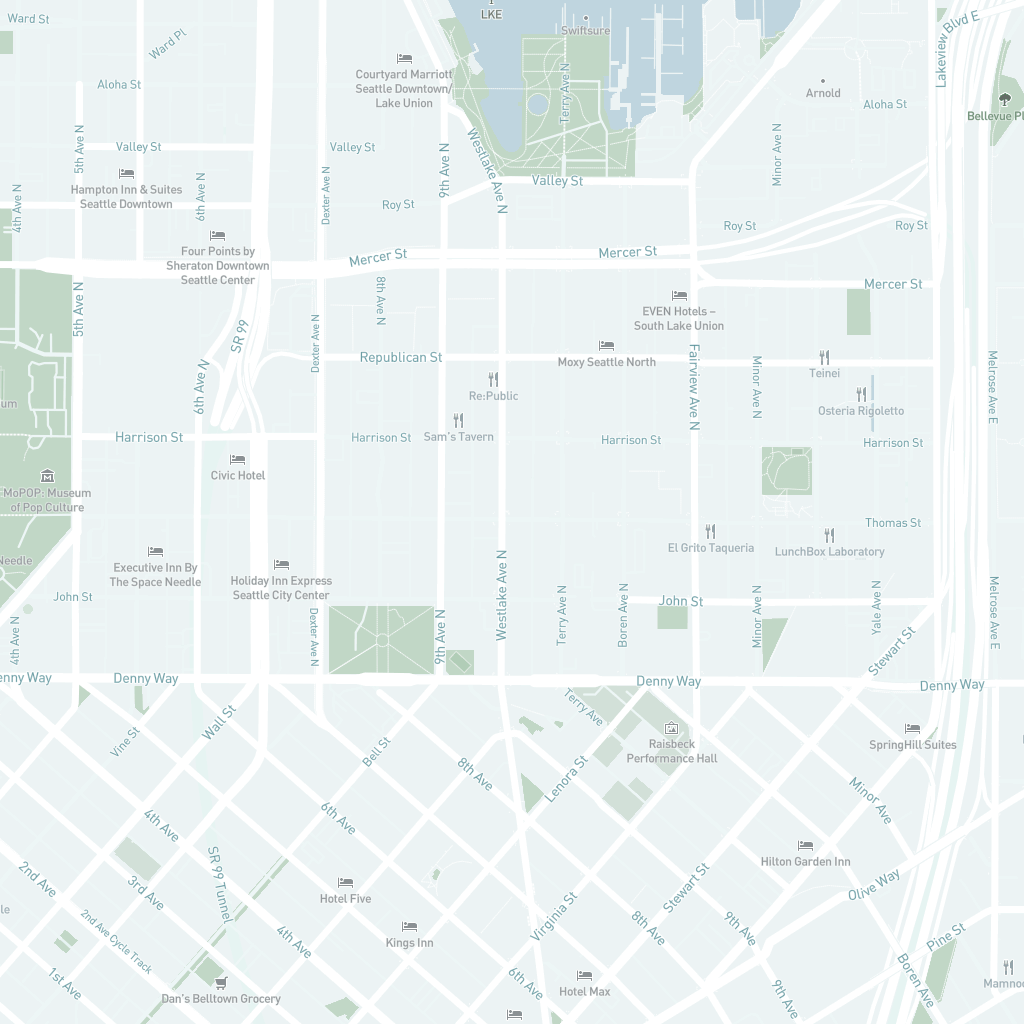 Ward St
LKE
Swiftsure
Lakeview Blvd E
Ward Pl
Courtyard Marriott
Seattle Downtown/
Lake Union
Aloha St
Terry Ave N
Arnold
Aloha St
Bellevue Pl
5th Ave N
Valley St
Valley St
9th Ave N
Westlake Ave N
Minor Ave N
Hampton Inn & Suites
Seattle Downtown
4th Ave N
6th Ave N
Dexter Ave N
Valley St
Roy St
Roy St
Roy St
Four Points by
Sheraton Downtown
Seattle Center
Mercer St
Mercer St
Mercer St
5th Ave N
8th Ave N
EVEN Hotels –
South Lake Union
SR 99
Dexter Ave N
Republican St
Moxy Seattle North
Fairview Ave N
Teinei
6th Ave N
Re:Public
Minor Ave N
Melrose Ave E
um
Osteria Rigoletto
Harrison St
Harrison St
Sam's Tavern
Harrison St
Harrison St
Civic Hotel
MoPOP: Museum
of Pop Culture
Thomas St
El Grito Taqueria
LunchBox Laboratory
Needle
Executive Inn By
The Space Needle
Holiday Inn Express
Seattle City Center
Westlake Ave N
John St
John St
4th Ave N
Dexter Ave N
9th Ave N
Terry Ave N
Boren Ave N
Minor Ave N
Yale Ave N
Melrose Ave E
Stewart St
enny Way
Denny Way
Denny Way
Denny Way
Terry Ave
Wall St
Vine St
Bell St
Raisbeck
Performance Hall
SpringHill Suites
8th Ave
Lenora St
Minor Ave
4th Ave
6th Ave
Hilton Garden Inn
SR 99 Tunnel
2nd Ave
3rd Ave
Hotel Five
Stewart St
Olive Way
le
2nd Ave Cycle Track
4th Ave
Kings Inn
Virginia St
8th Ave
9th Ave
Pine St
1st Ave
Dan's Belltown Grocery
6th Ave
Hotel Max
9th Ave
Boren Ave
Mamnoo